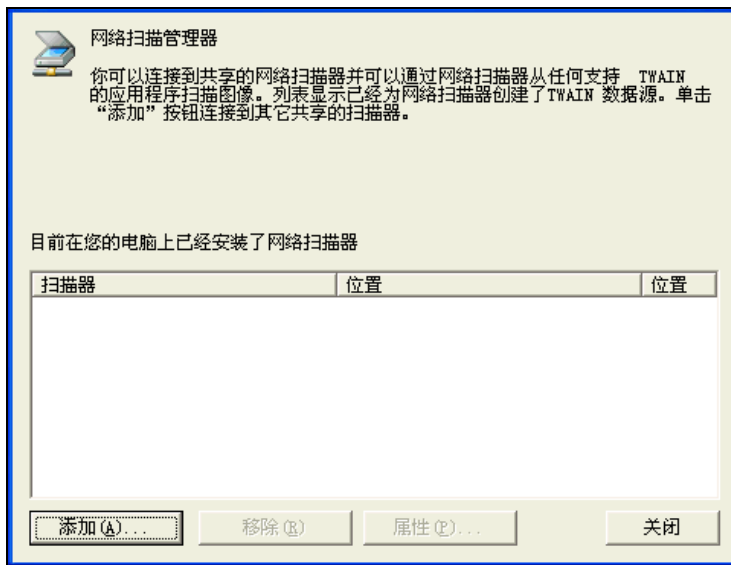 网络扫描管理器
你可以连接到共享的网络扫描器并可以通过网络扫描器从任何支持 TWAIN
的应用程序扫描图像。列表显示已经为网络扫描器创建了TWAIN 数据源。单击
“添加”按钮连接到其它共享的扫描器。
目前在您的电脑上已经安装了网络扫描器
扫描器 位置 位置
添加(A)... 移除(R) 属性(P)... 关闭